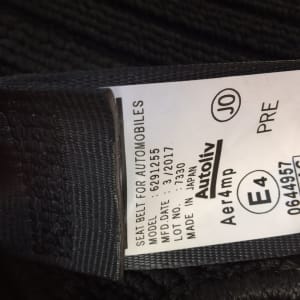 SEAT BELT FOR AUTOMOBILES
MODEL : 6291255
MFD.DATE : 3 /2017
LOT NO. : 7330
MADE IN JAPAN
Autoliv
Aer4mp
JO
PRE
E4
0644957